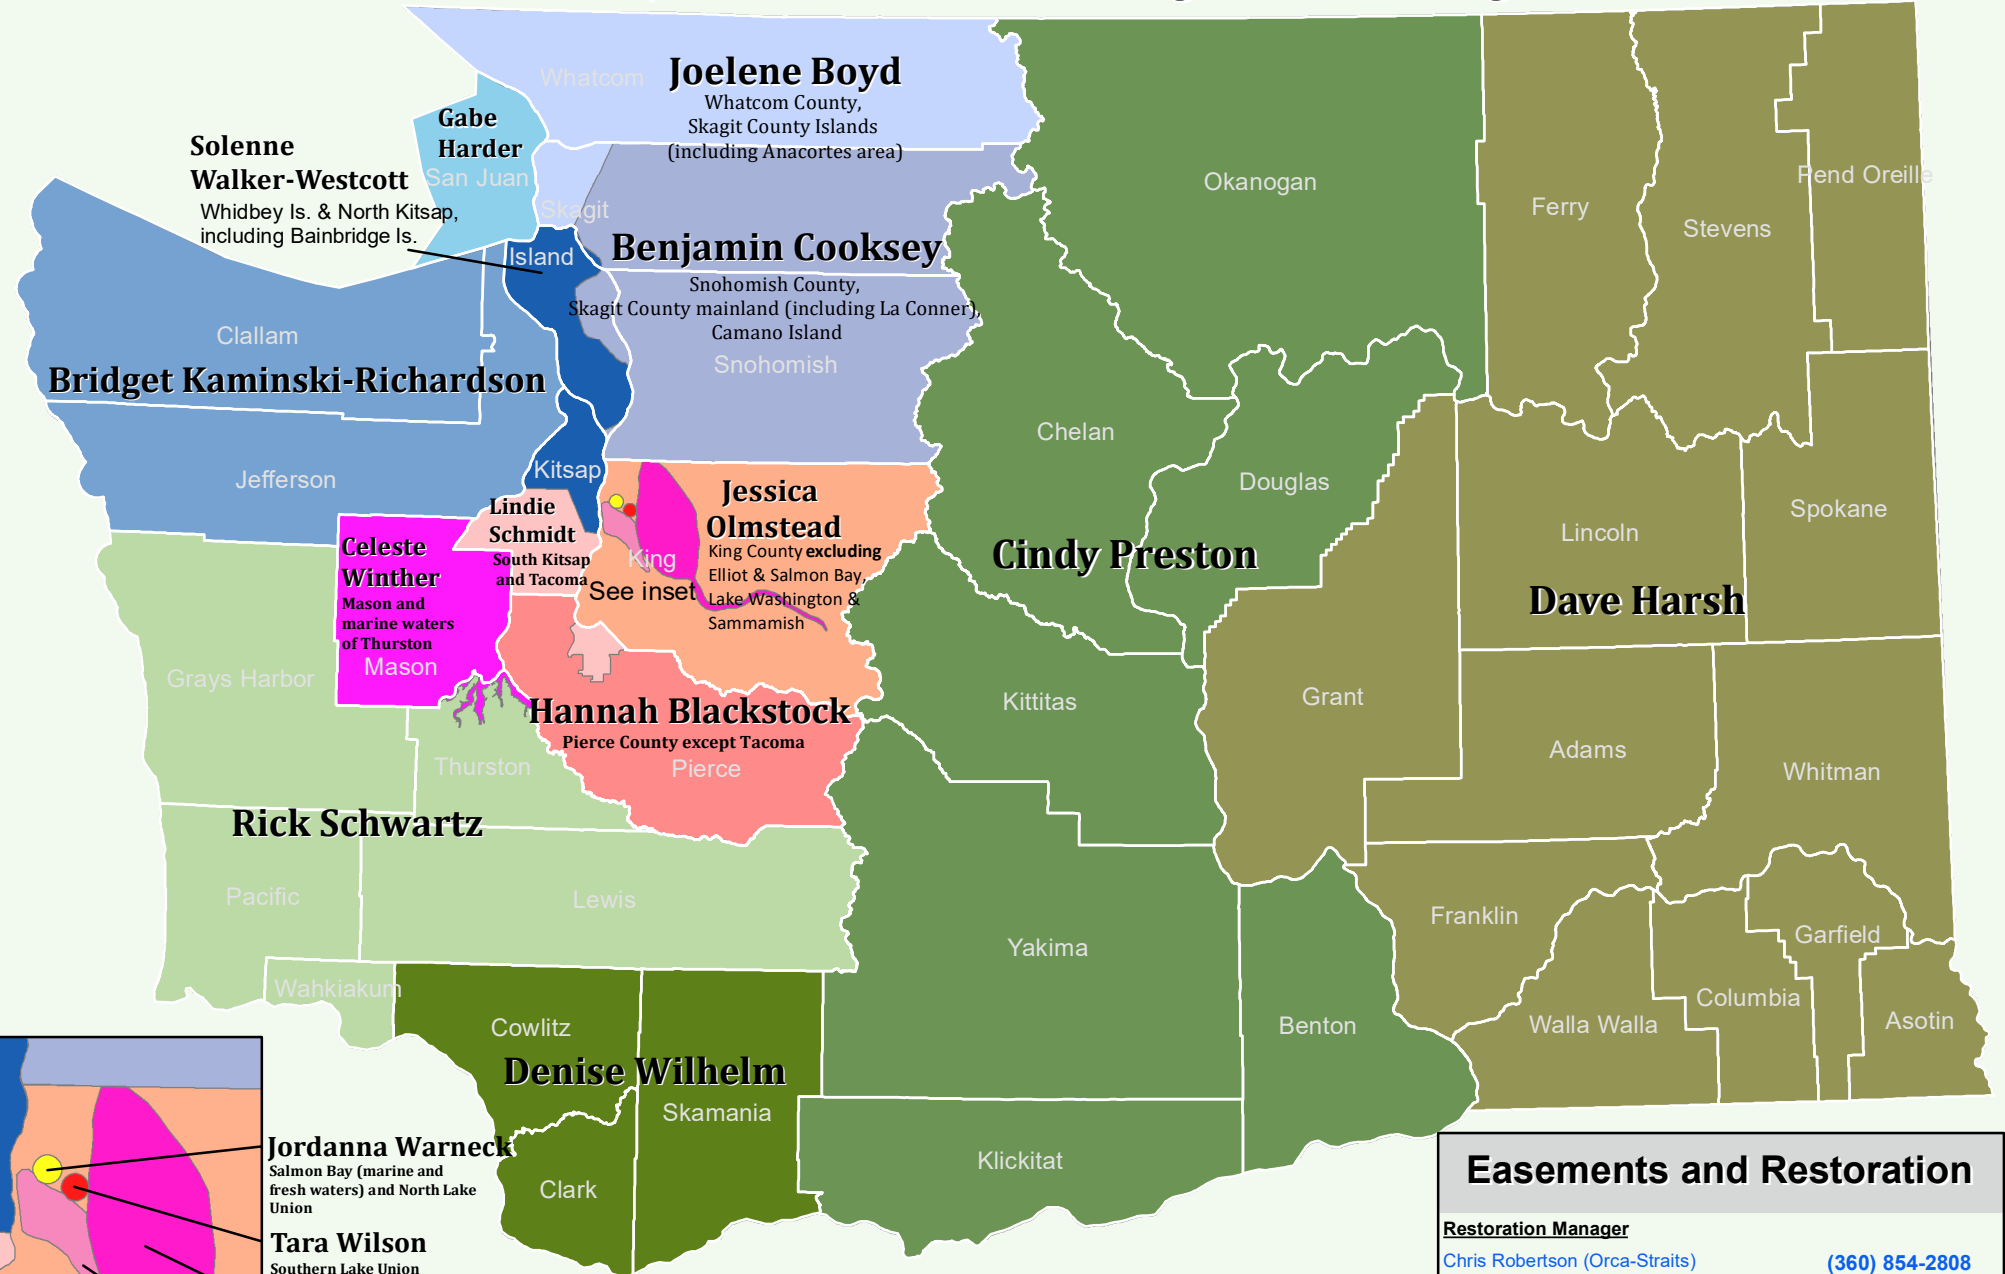 Whatcom
Joelene Boyd
Whatcom County,
Skagit County Islands
(including Anacortes area)
Gabe
Harder
San Juan
Solenne
Walker-Westcott
Whidbey Is. & North Kitsap,
including Bainbridge Is.
Skagit
Island
Benjamin Cooksey
Snohomish County,
Skagit County mainland (including La Conner),
Camano Island
Snohomish
Okanogan
Ferry
Stevens
Pend Oreille
Clallam
Bridget Kaminski-Richardson
Jefferson
Kitsap
Lindie
Schmidt
South Kitsap
and Tacoma
Jessica
Olmstead
King County excluding
Elliot & Salmon Bay,
Lake Washington &
Sammamish
King
See inset
Celeste
Winther
Mason and
marine waters
of Thurston
Mason
Chelan
Douglas
Cindy Preston
Lincoln
Spokane
Dave Harsh
Grays Harbor
Hannah Blackstock
Pierce County except Tacoma
Pierce
Thurston
Kittitas
Grant
Adams
Whitman
Rick Schwartz
Pacific
Lewis
Wahkiakum
Yakima
Benton
Franklin
Walla Walla
Columbia
Garfield
Asotin
Cowlitz
Denise Wilhelm
Skamania
Clark
Klickitat
Jordanna Warneck
Salmon Bay (marine and
fresh waters) and North Lake
Union
Tara Wilson
Southern Lake Union
Easements and Restoration
Restoration Manager
Chris Robertson (Orca-Straits) (360) 854-2808